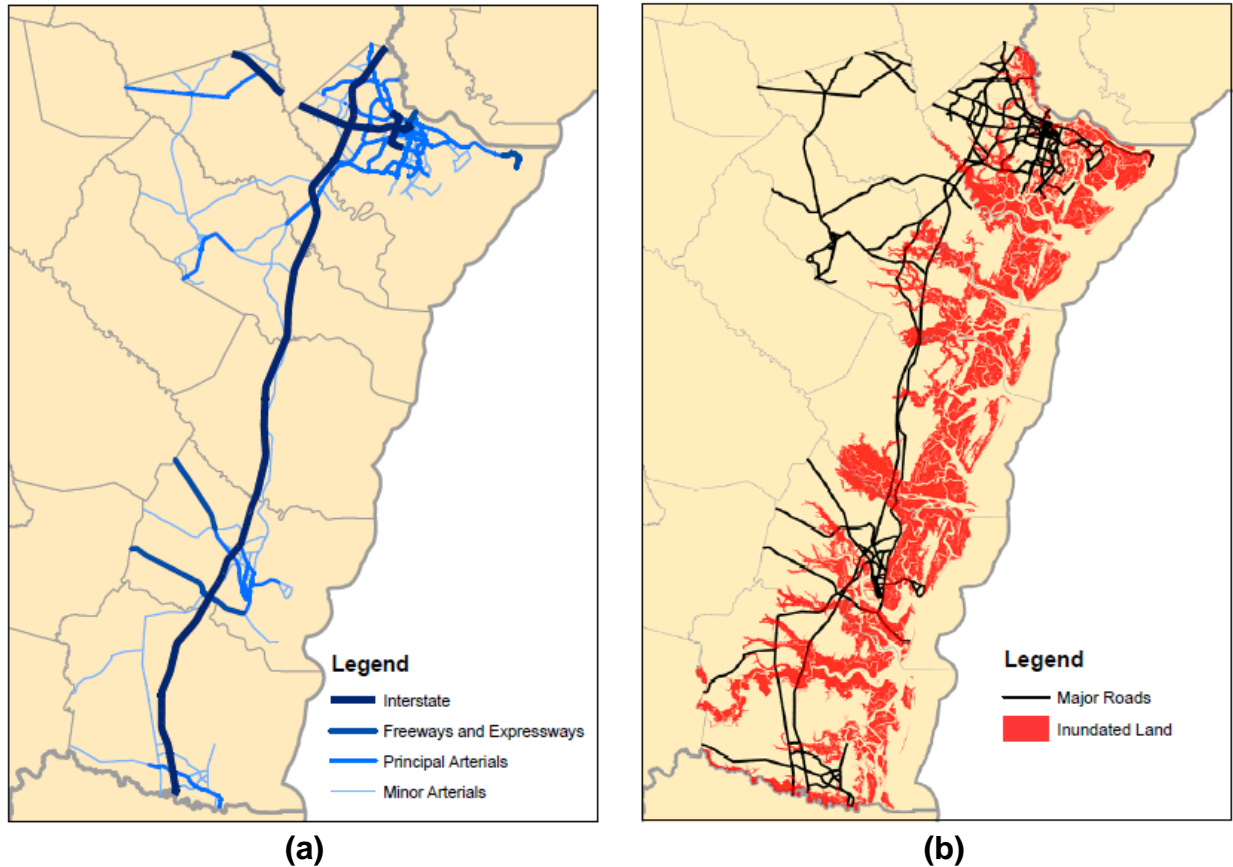 Legend
Interstate
Freeways and Expressways
Principal Arterials
Minor Arterials
(a)
Legend
Major Roads
Inundated Land
(b)